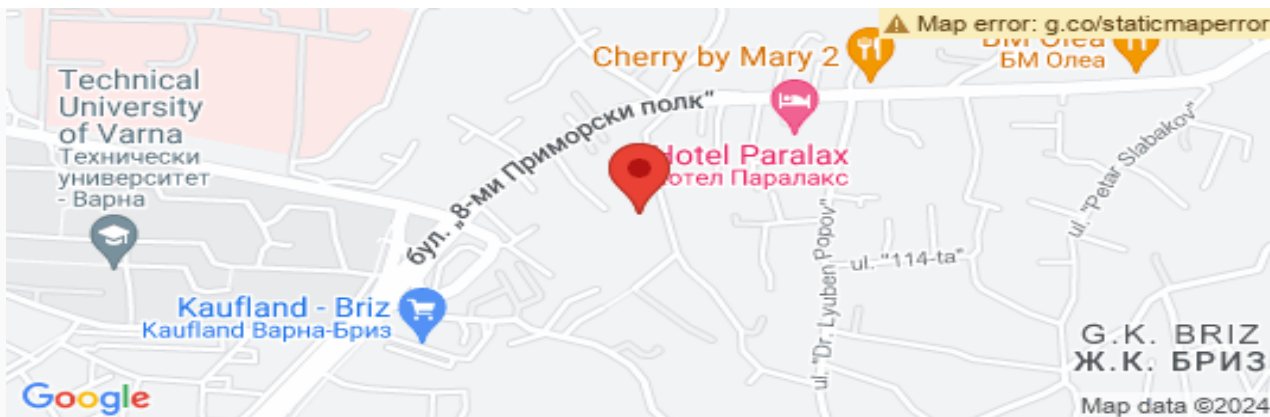 Map error: g.co/staticmaperror
Cherry by Mary 2
BM Olea
БМ Олеа
Technical
University
of Varna
Технически
университет
- Варна
бул. „8-ми Приморски полк“
Hotel Paralax
хотел Паралакс
ul. "Petar Slabakov"
ul. "Dr. Lyuben Popov"
ul. "114-ta"
Kaufland - Briz
Kaufland Варна-Бриз
G.K. BRIZ
Ж.К. БРИЗ
Google
Map data ©2024